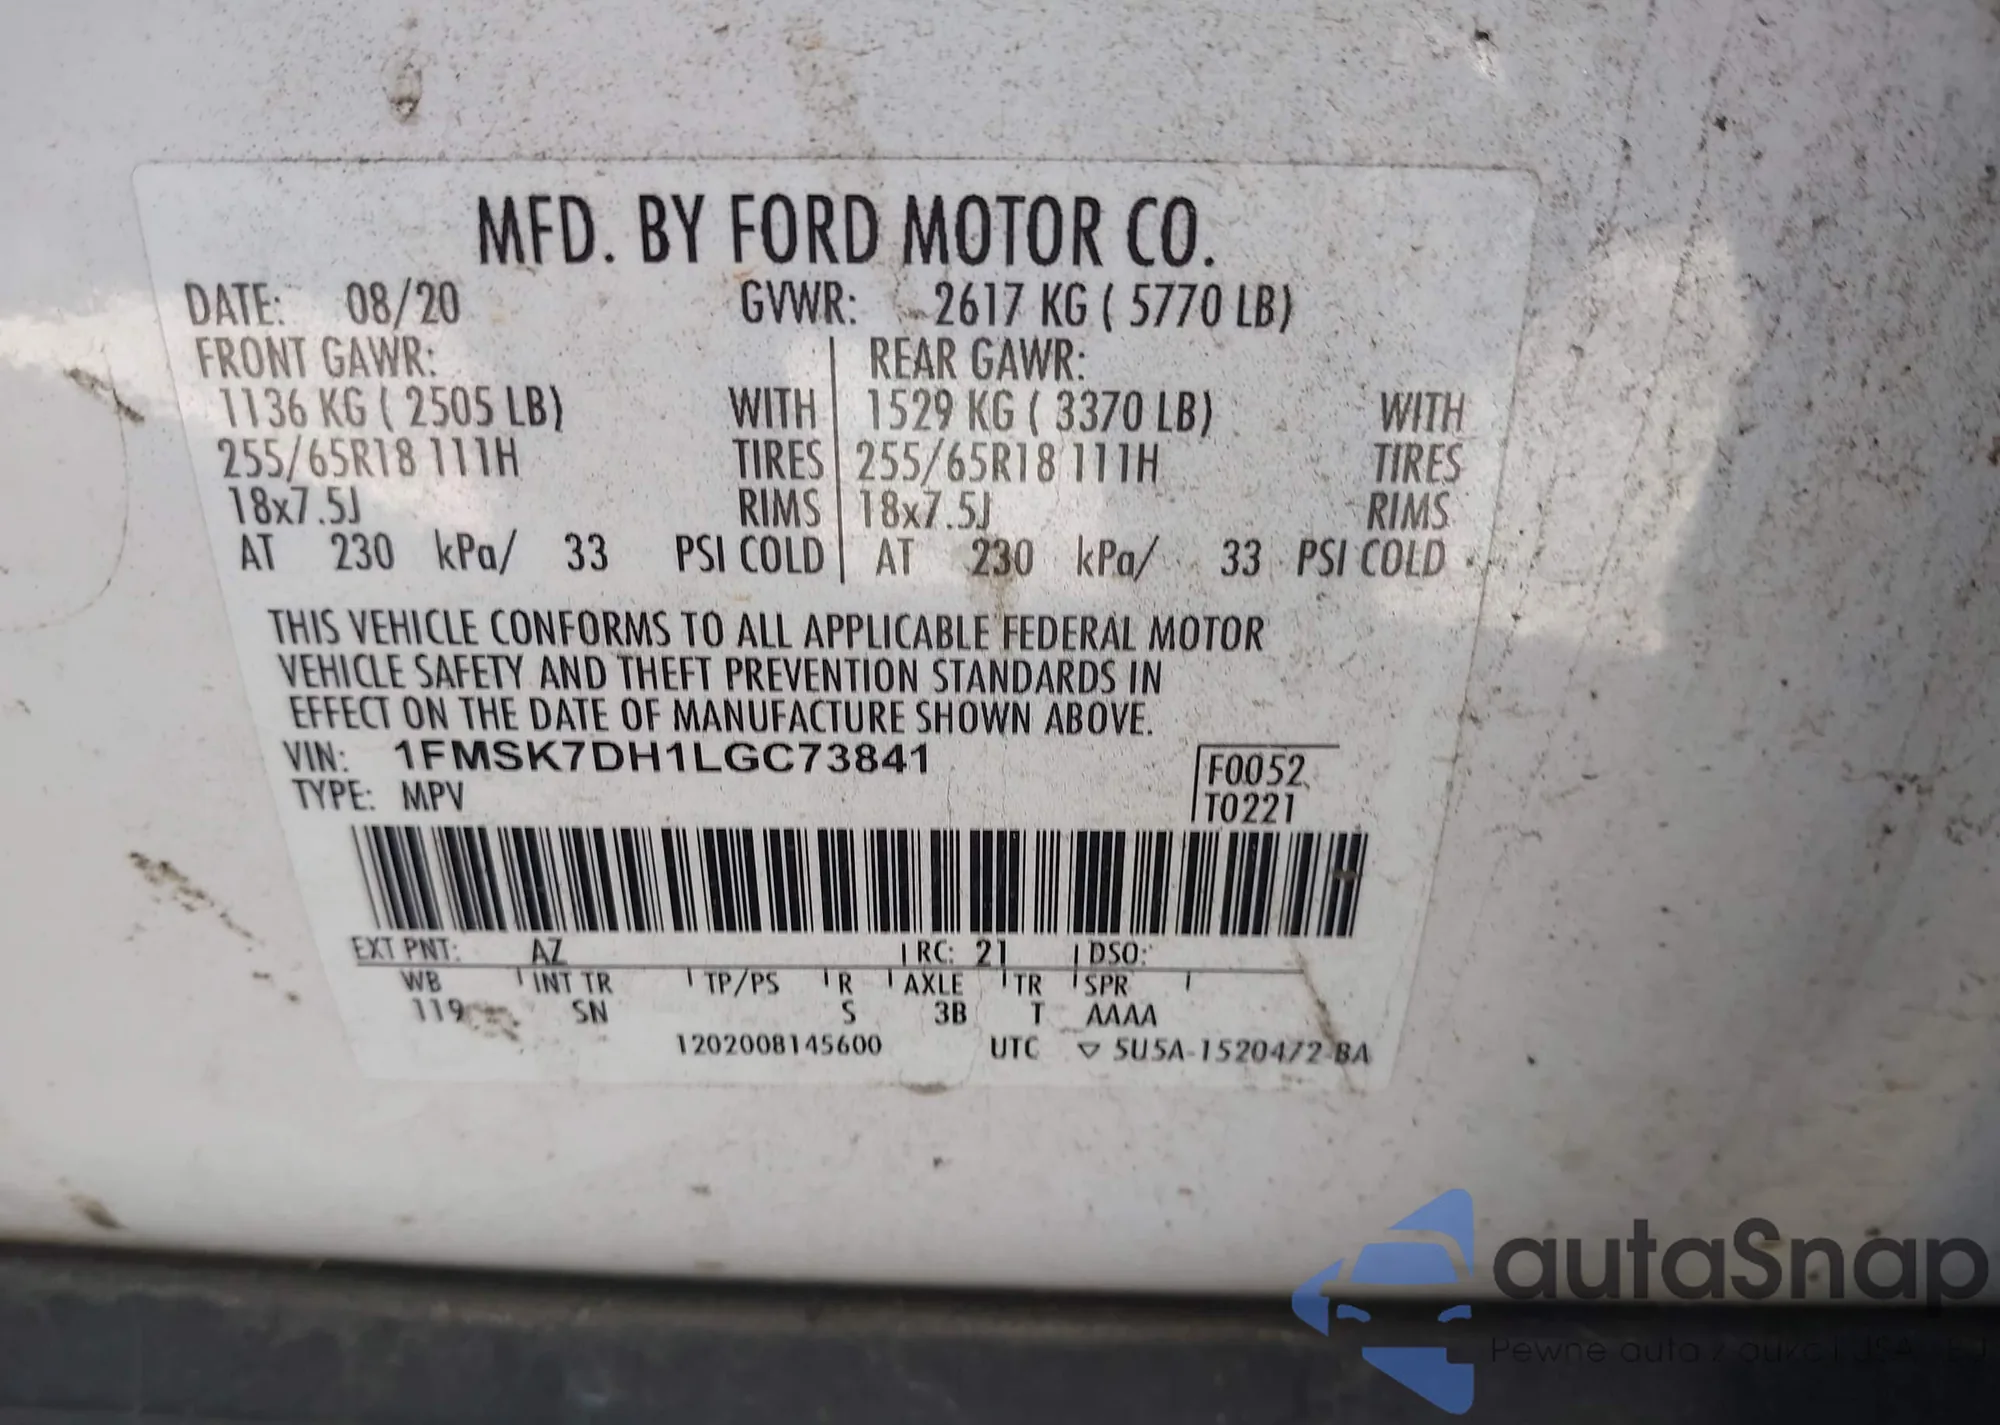 MFD. BY FORD MOTOR CO.
DATE: 08/20 GVWR: 2617 KG ( 5770 LB)
FRONT GAWR: REAR GAWR:
1136 KG ( 2505 LB) WITH 1529 KG ( 3370 LB) WITH
255/65R18 111H TIRES 255/65R18 111H TIRES
18x7.5J RIMS 18x7.5J RIMS
AT 230 kPa/ 33 PSI COLD AT 230 kPa/ 33 PSI COLD
THIS VEHICLE CONFORMS TO ALL APPLICABLE FEDERAL MOTOR
VEHICLE SAFETY AND THEFT PREVENTION STANDARDS IN
EFFECT ON THE DATE OF MANUFACTURE SHOWN ABOVE.
VIN: 1FMSK7DH1LGC73841
TYPE: MPV
F0052
T0221
EXT PNT: AZ RC: 21 DSO:
WB INT TR TP/PS R AXLE TR SPR
119 SN S 3B T AAAA
1202008145600 UTC ▽ 5U5A-1520472-BA
autaSnap
Pewne auta z aukcji USA